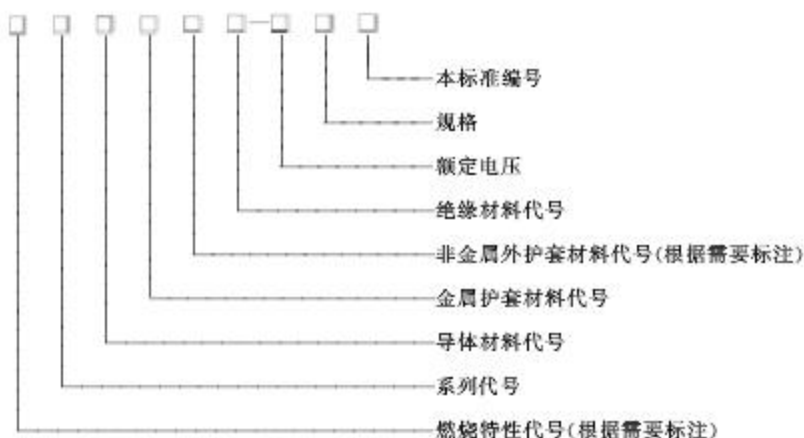 本标准编号
规格
额定电压
绝缘材料代号
非金属外护套材料代号(根据需要标注)
金属护套材料代号
导体材料代号
系列代号
燃烧特性代号(根据需要标注)